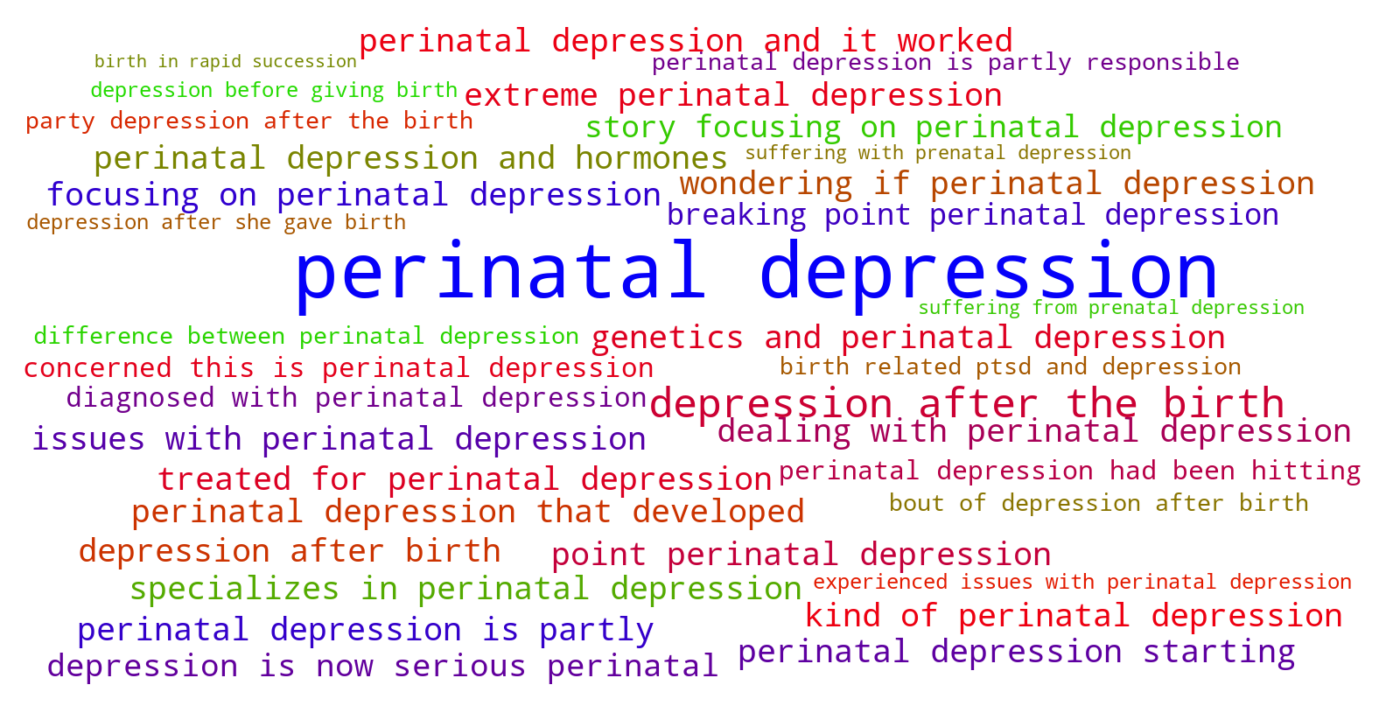 perinatal depression and it worked
birth in rapid succession
perinatal depression is partly responsible
depression before giving birth
extreme perinatal depression
party depression after the birth
story focusing on perinatal depression
perinatal depression and hormones
suffering with prenatal depression
focusing on perinatal depression
wondering if perinatal depression
depression after she gave birth
breaking point perinatal depression
perinatal depression
suffering from prenatal depression
difference between perinatal depression
genetics and perinatal depression
concerned this is perinatal depression
birth related ptsd and depression
diagnosed with perinatal depression
depression after the birth
issues with perinatal depression
dealing with perinatal depression
treated for perinatal depression
perinatal depression had been hitting
perinatal depression that developed
bout of depression after birth
depression after birth
point perinatal depression
specializes in perinatal depression
experienced issues with perinatal depression
kind of perinatal depression
perinatal depression is partly
perinatal depression starting
depression is now serious perinatal